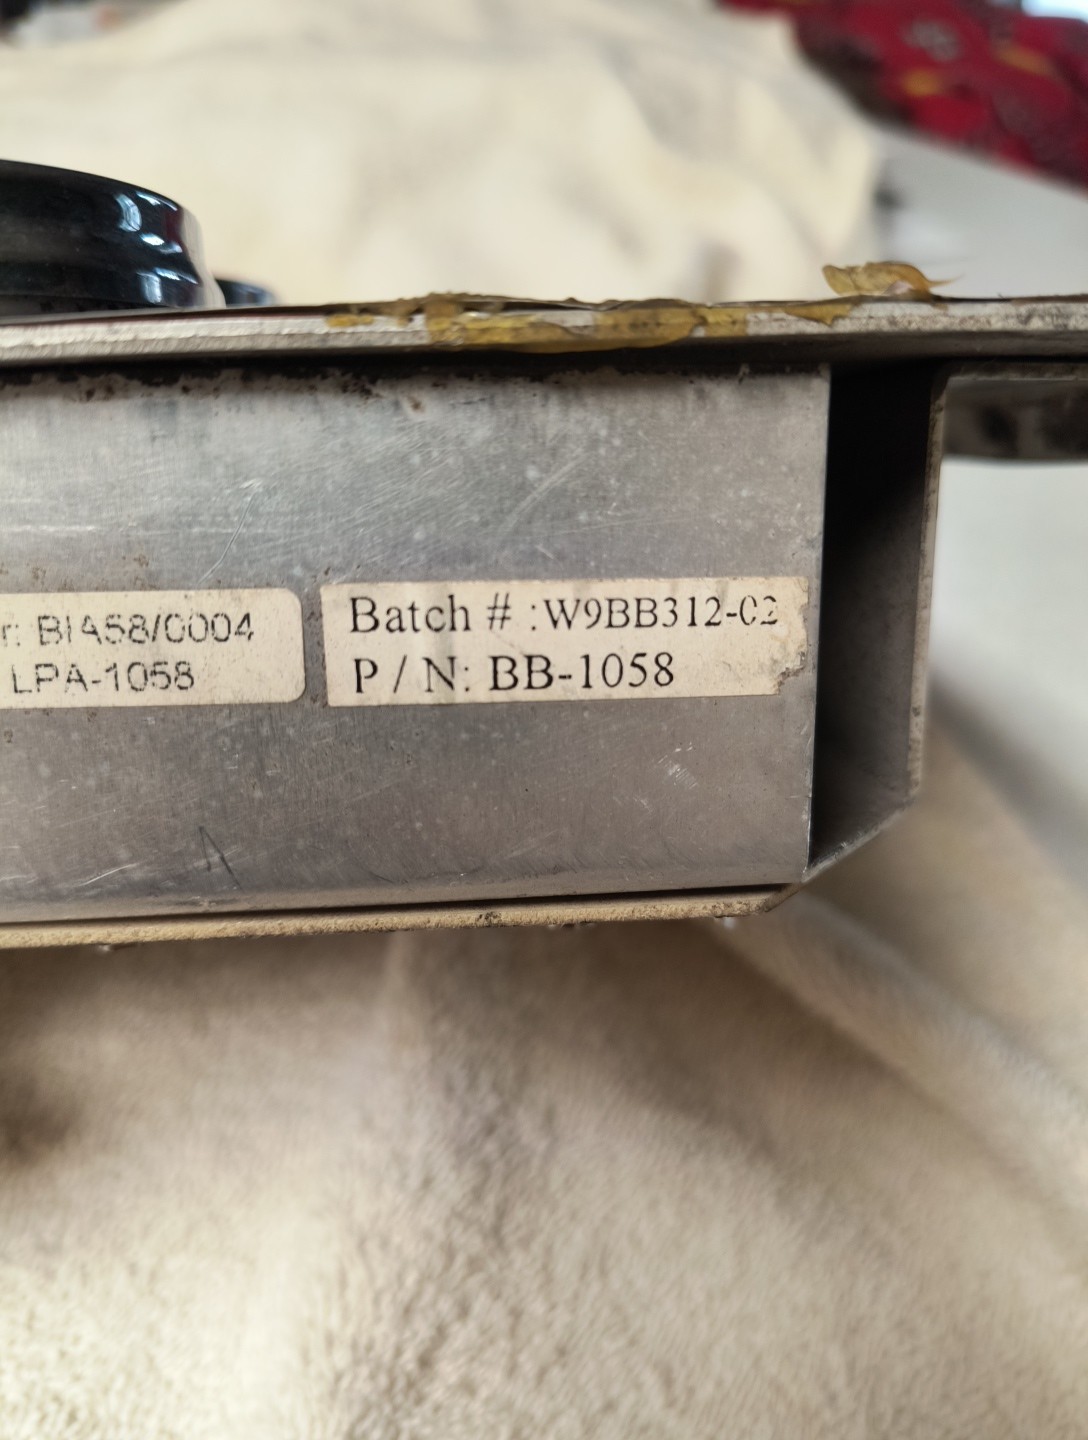 r: BIA58/0004
LPA-1058
Batch # :W9BB312-02
P / N: BB-1058